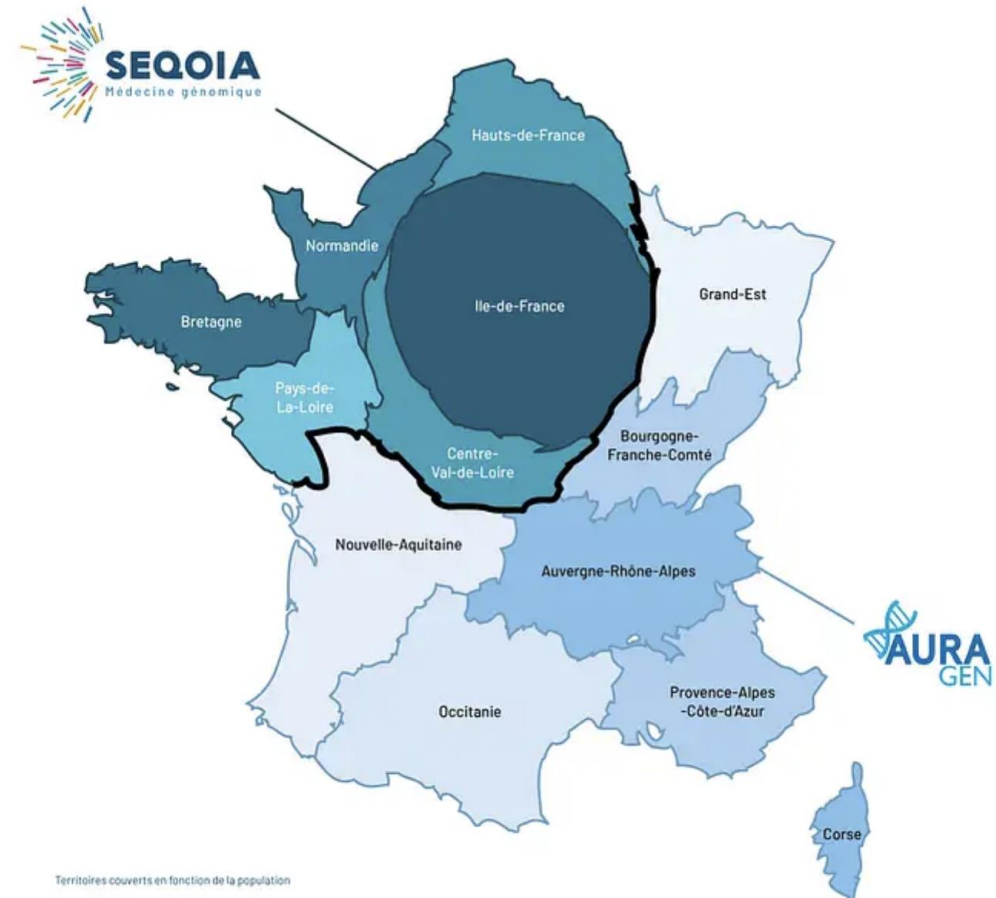 SEQOIA
Médecine génomique
Hauts-de-France
Normandie
Ile-de-France
Grand-Est
Bretagne
Pays-de-
La-Loire
Bourgogne-
Franche-Comté
Centre-
Val-de-Loire
Nouvelle-Aquitaine
Auvergne-Rhône-Alpes
AURA
GEN
Provence-Alpes
-Côte-d'Azur
Occitanie
Corse
Territoires couverts en fonction de la population